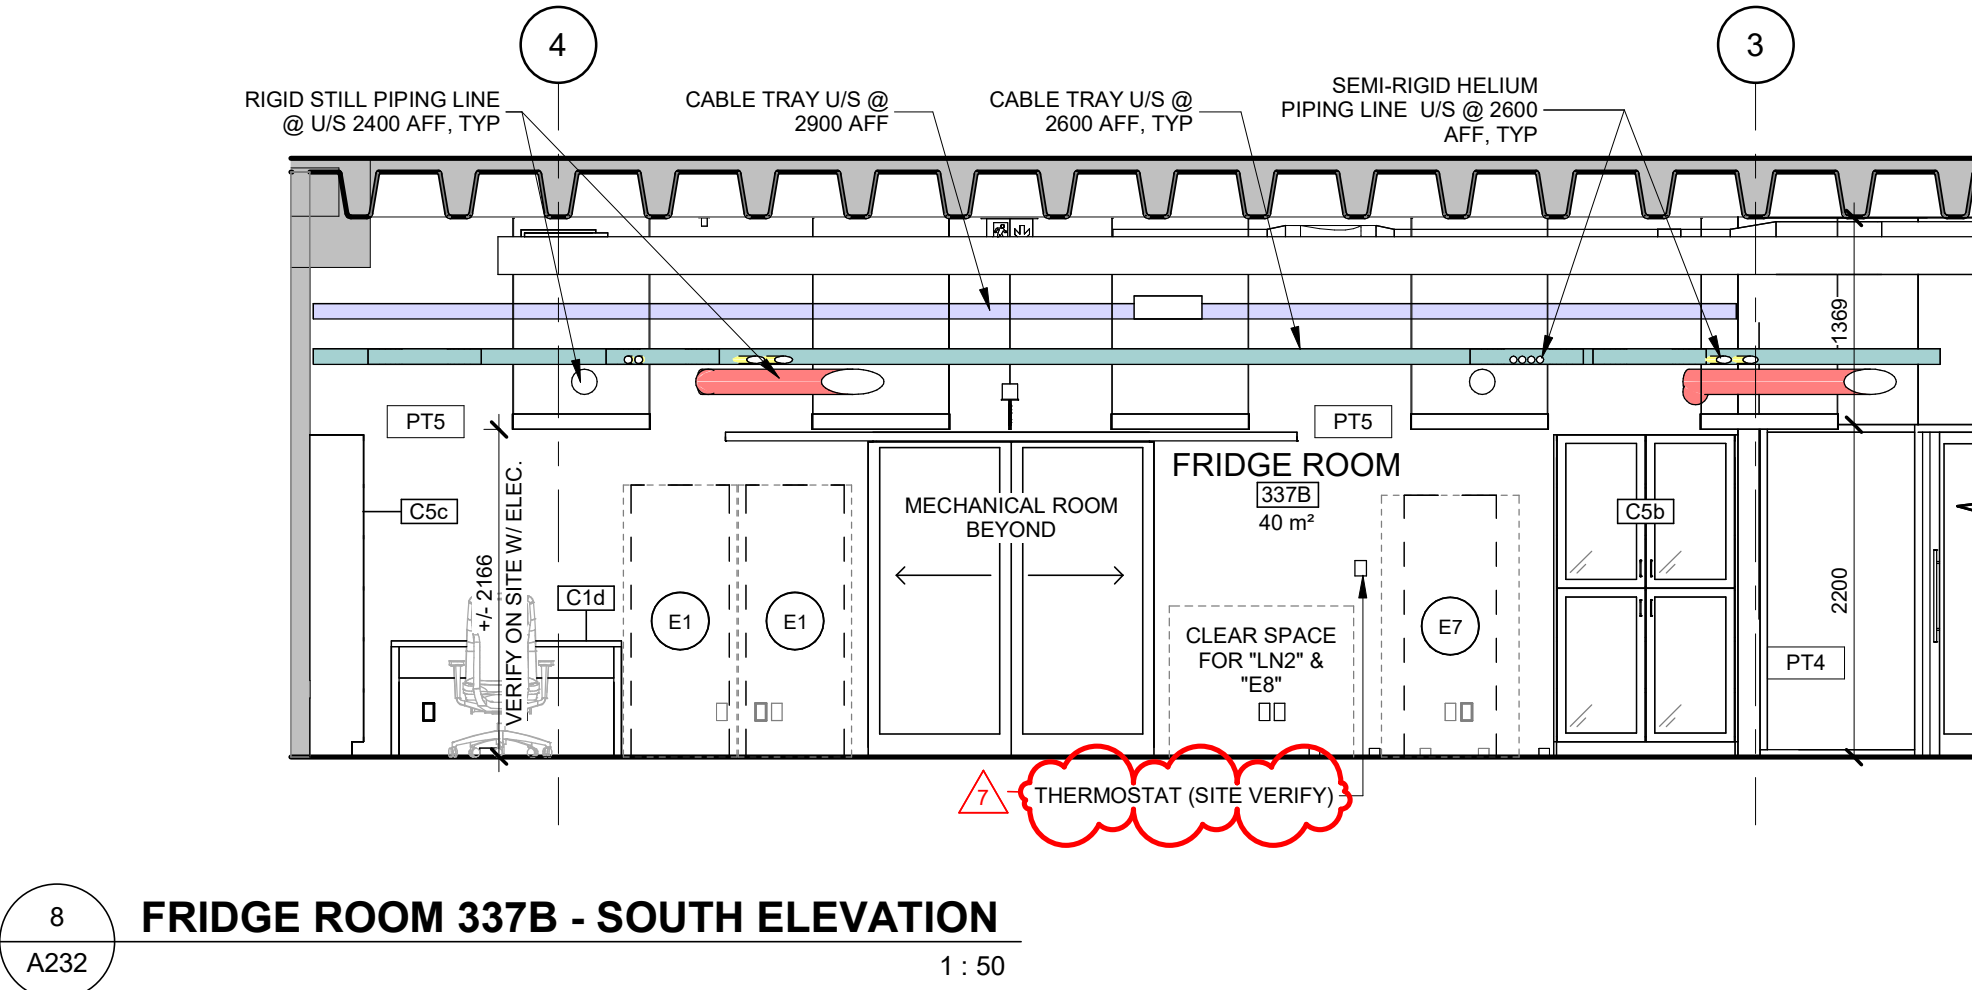 4
3
RIGID STILL PIPING LINE
@ U/S 2400 AFF, TYP
CABLE TRAY U/S @
2900 AFF
CABLE TRAY U/S @
2600 AFF, TYP
SEMI-RIGID HELIUM
PIPING LINE U/S @ 2600
AFF, TYP
1369
PT5
PT5
FRIDGE ROOM
337B
40 m²
C5c
MECHANICAL ROOM
BEYOND
C5b
+/- 2166
VERIFY ON SITE W/ ELEC.
C1d
E1
E1
CLEAR SPACE
FOR "LN2" &
"E8"
E7
2200
PT4
7
THERMOSTAT (SITE VERIFY)
8
A232
FRIDGE ROOM 337B - SOUTH ELEVATION
1 : 50